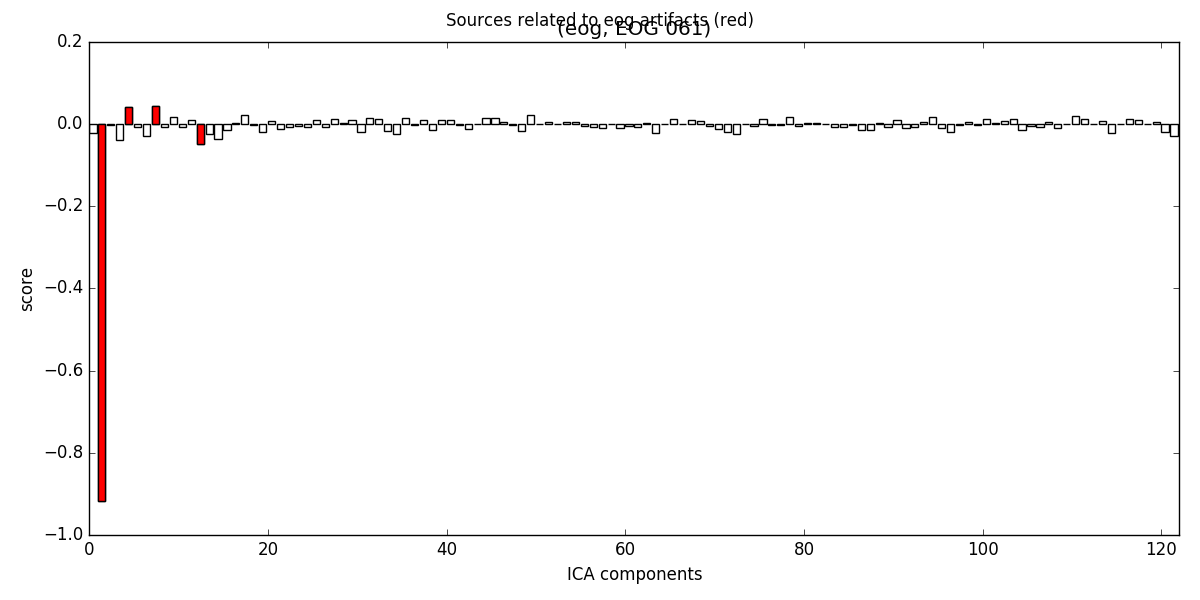 Sources related to eog artifacts (red)
(eog, EOG 061)
0.2
0.0
−0.2
−0.4
−0.6
−0.8
−1.0
score
0 20 40 60 80 100 120
ICA components